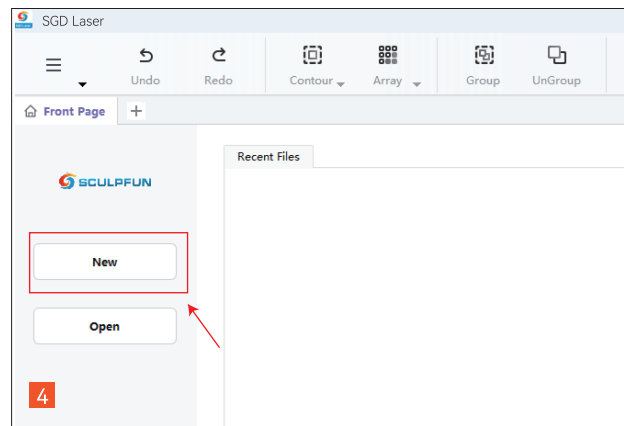 SGD Laser
Undo Redo Contour Array Group UnGroup
Front Page
Recent Files
SCULPFUN
New
Open
4